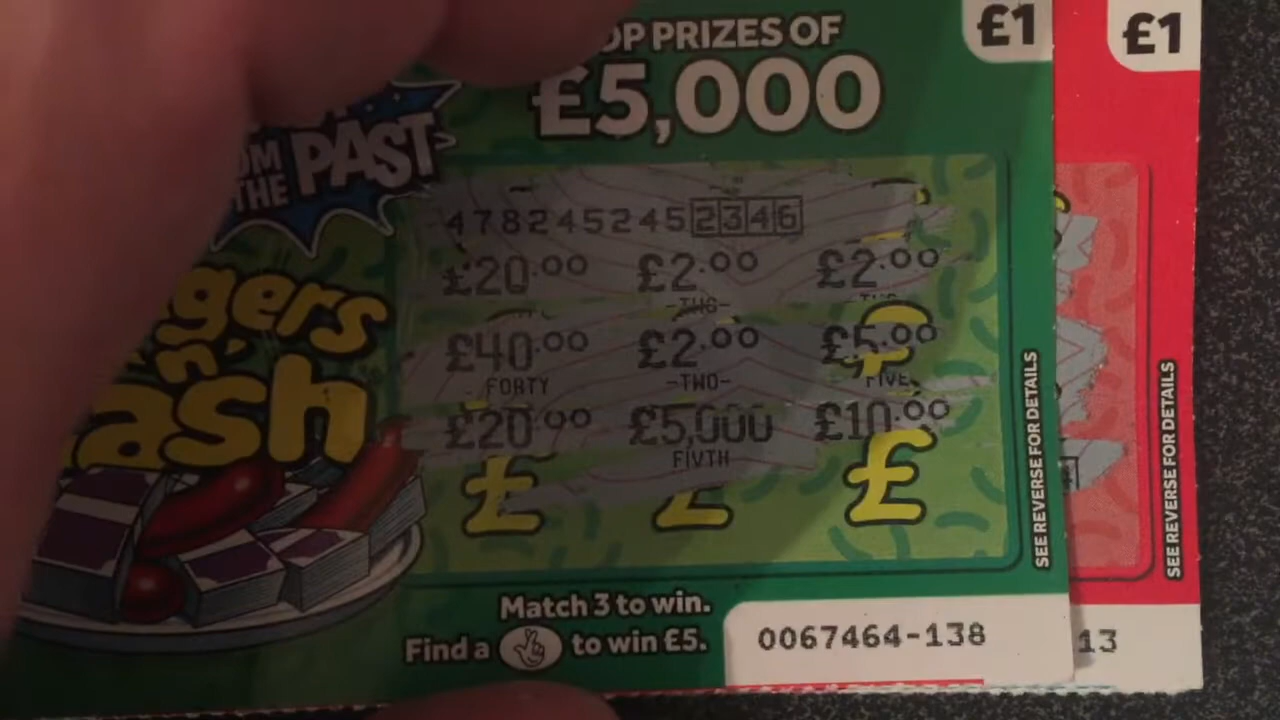 OP PRIZES OF
£5,000
£1
£1
OM
THE
PAST
4782452452346
£20.00 £2.00 £2.00
£40.00 £2.00 £5.00
FORTY -TWO- FIVE
£20.00 £5,000 £10.00
FIVTH
£ £
gers
'n'
ash
Match 3 to win.
Find a to win £5.
0067464-138
13
SEE REVERSE FOR DETAILS
SEE REVERSE FOR DETAILS